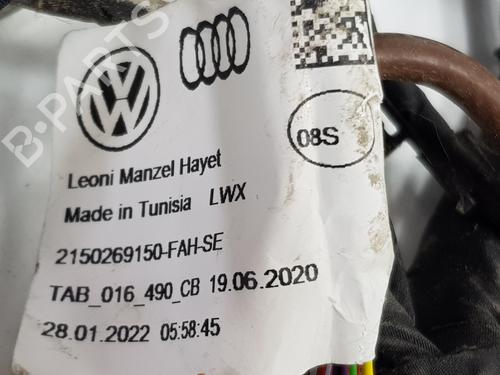 08S
Leoni Manzel Hayet
Made in Tunisia LWX
2150269150-FAH-SE
TAB_016_490_CB 19.06.2020
28.01.2022 05:58:45
B-PARTS